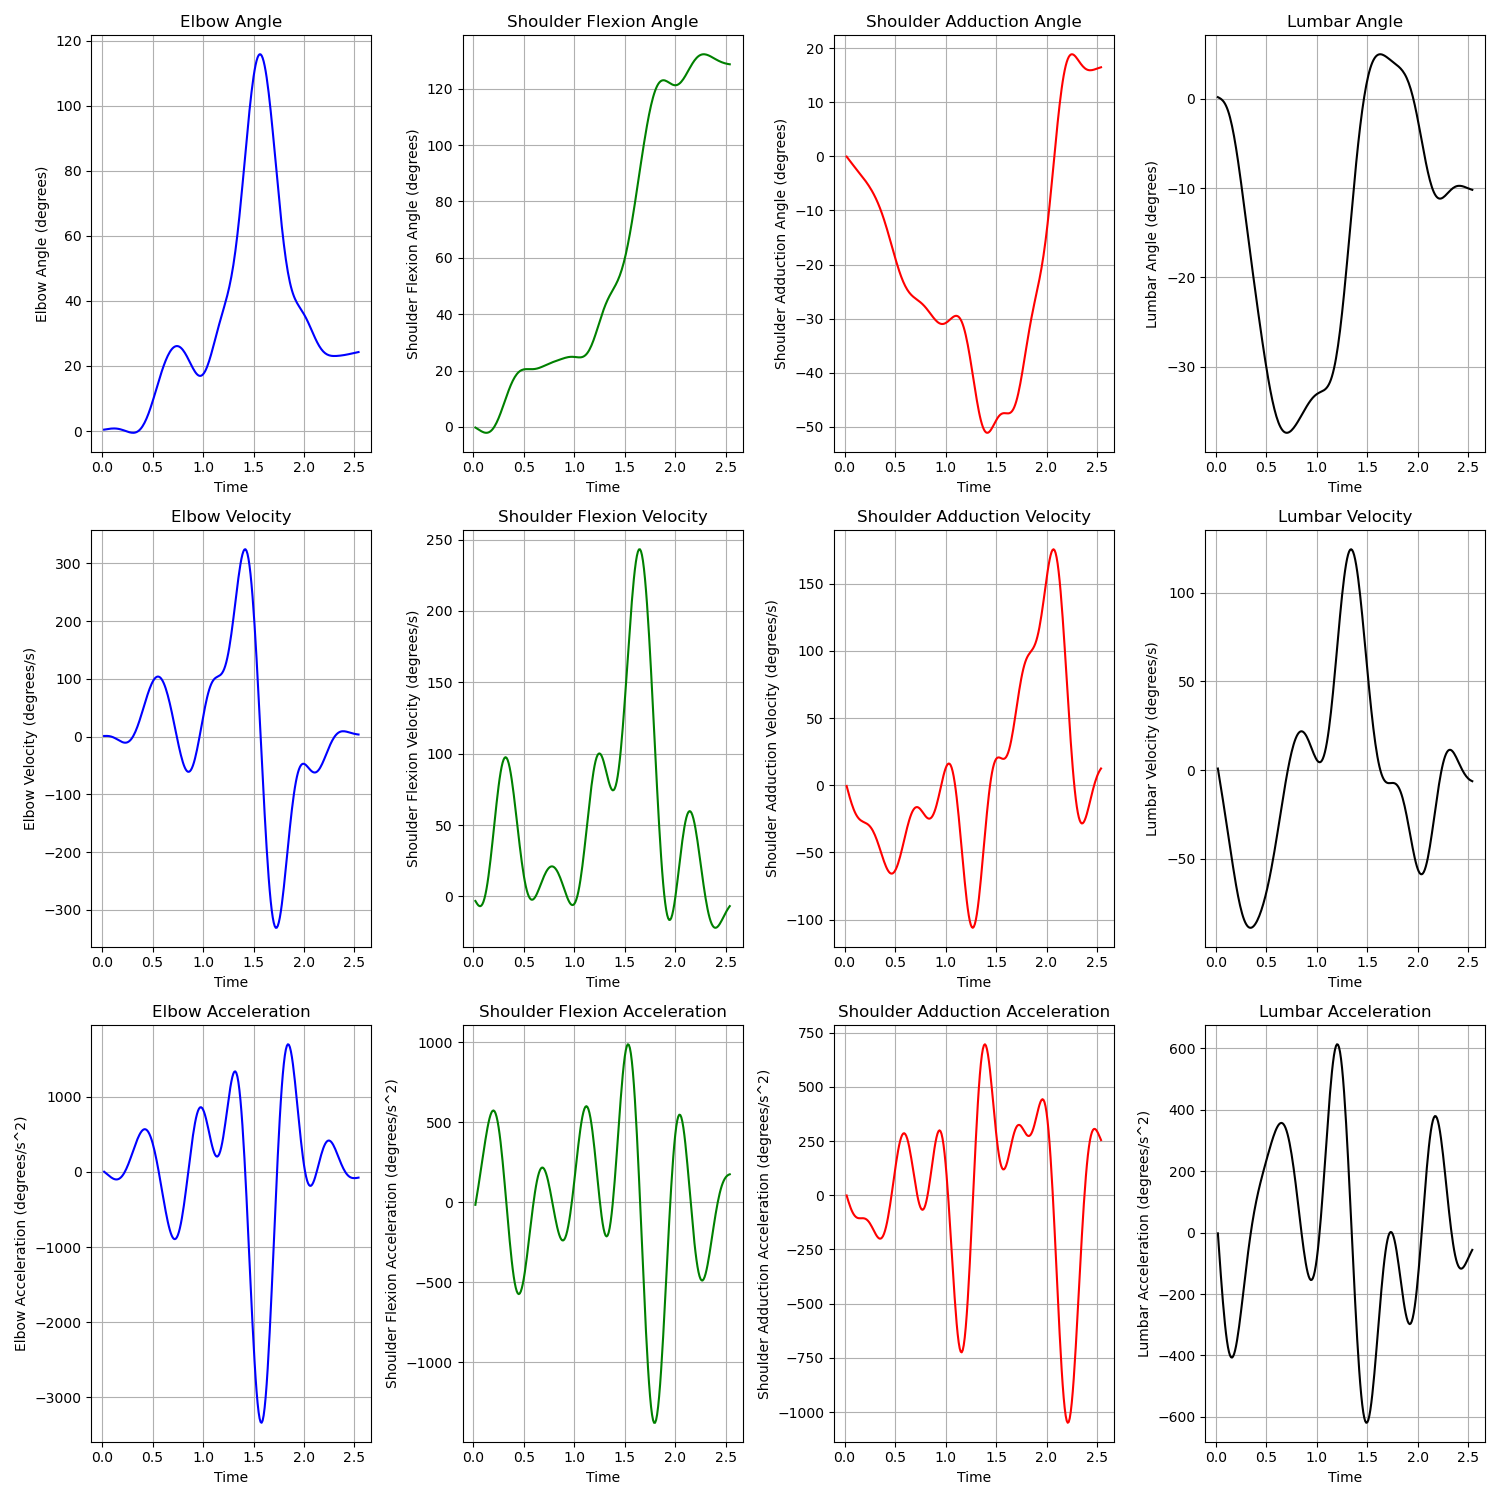 Elbow Angle
Elbow Angle (degrees)
120
100
80
60
40
20
0
0.0 0.5 1.0 1.5 2.0 2.5
Time
Shoulder Flexion Angle
Shoulder Flexion Angle (degrees)
120
100
80
60
40
20
0
0.0 0.5 1.0 1.5 2.0 2.5
Time
Shoulder Adduction Angle
Shoulder Adduction Angle (degrees)
20
10
0
−10
−20
−30
−40
−50
0.0 0.5 1.0 1.5 2.0 2.5
Time
Lumbar Angle
Lumbar Angle (degrees)
0
−10
−20
−30
0.0 0.5 1.0 1.5 2.0 2.5
Time
Elbow Velocity
Elbow Velocity (degrees/s)
300
200
100
0
−100
−200
−300
0.0 0.5 1.0 1.5 2.0 2.5
Time
Shoulder Flexion Velocity
Shoulder Flexion Velocity (degrees/s)
250
200
150
100
50
0
0.0 0.5 1.0 1.5 2.0 2.5
Time
Shoulder Adduction Velocity
Shoulder Adduction Velocity (degrees/s)
150
100
50
0
−50
−100
0.0 0.5 1.0 1.5 2.0 2.5
Time
Lumbar Velocity
Lumbar Velocity (degrees/s)
100
50
0
−50
0.0 0.5 1.0 1.5 2.0 2.5
Time
Elbow Acceleration
Elbow Acceleration (degrees/s^2)
1000
0
−1000
−2000
−3000
0.0 0.5 1.0 1.5 2.0 2.5
Time
Shoulder Flexion Acceleration
Shoulder Flexion Acceleration (degrees/s^2)
1000
500
0
−500
−1000
0.0 0.5 1.0 1.5 2.0 2.5
Time
Shoulder Adduction Acceleration
Shoulder Adduction Acceleration (degrees/s^2)
750
500
250
0
−250
−500
−750
−1000
0.0 0.5 1.0 1.5 2.0 2.5
Time
Lumbar Acceleration
Lumbar Acceleration (degrees/s^2)
600
400
200
0
−200
−400
−600
0.0 0.5 1.0 1.5 2.0 2.5
Time